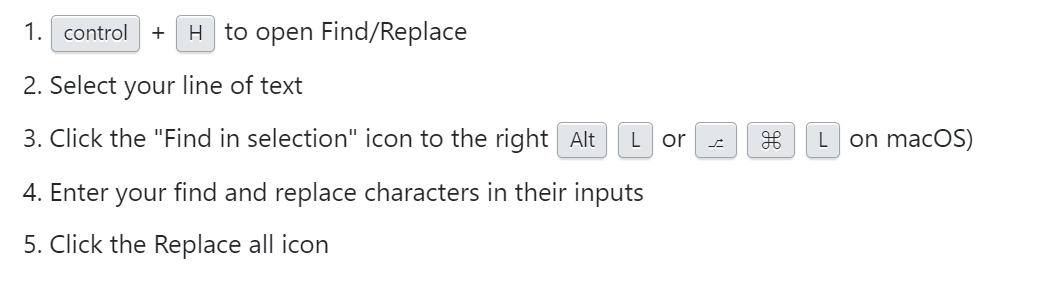 1. control + H to open Find/Replace
2. Select your line of text
3. Click the "Find in selection" icon to the right Alt L or ⌥ ⌘ L on macOS)
4. Enter your find and replace characters in their inputs
5. Click the Replace all icon